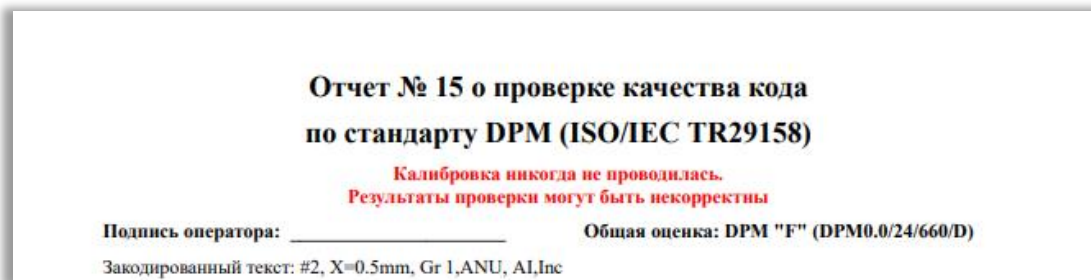 Отчет № 15 о проверке качества кода
по стандарту DPM (ISO/IEC TR29158)
Калибровка никогда не проводилась.
Результаты проверки могут быть некорректны
Подпись оператора: ____________________ Общая оценка: DPM "F" (DPM0.0/24/660/D)
Закодированный текст: #2, X=0.5mm, Gr 1,ANU, AI,Inc